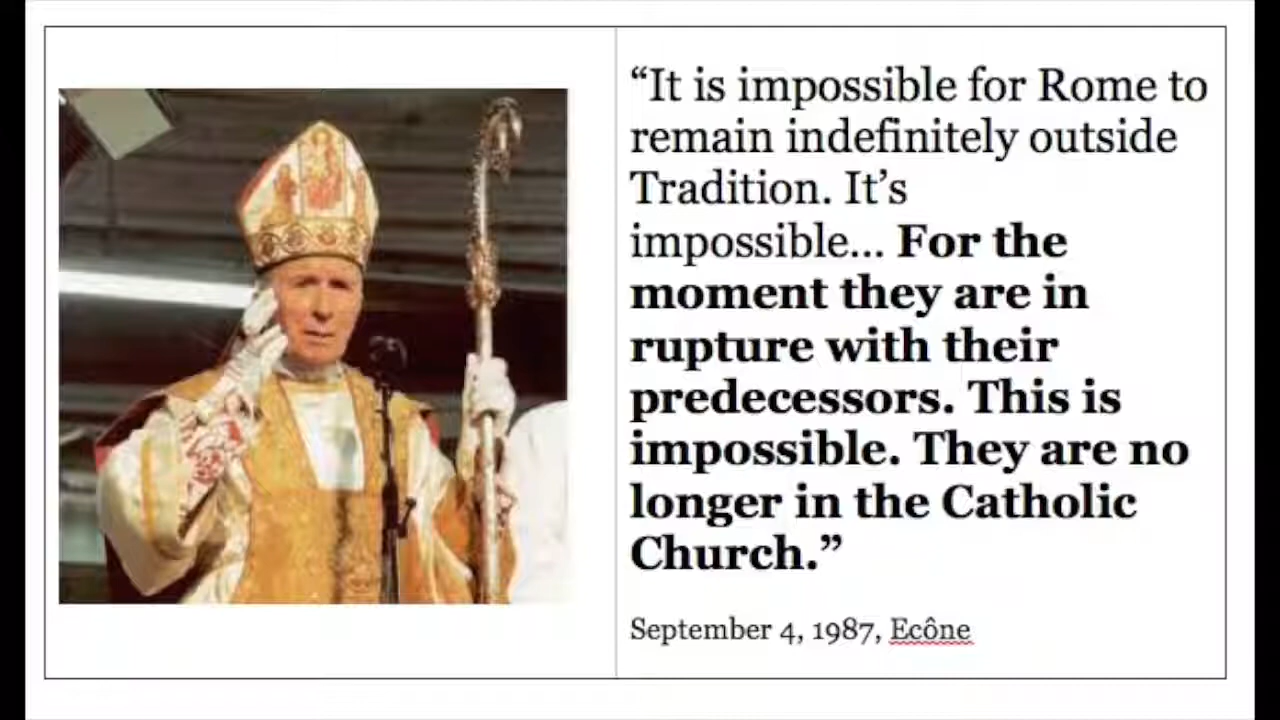 “It is impossible for Rome to
remain indefinitely outside
Tradition. It’s
impossible... For the
moment they are in
rupture with their
predecessors. This is
impossible. They are no
longer in the Catholic
Church.”
September 4, 1987, Ecône